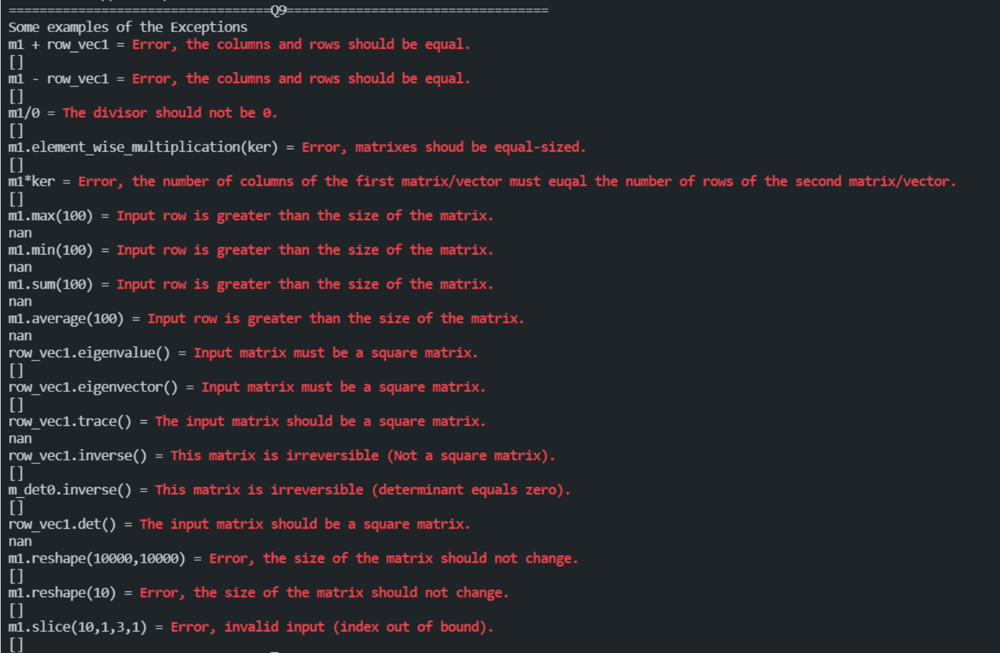 ==================================Q9==================================
Some examples of the Exceptions
m1 + row_vec1 = Error, the columns and rows should be equal.
[]
m1 - row_vec1 = Error, the columns and rows should be equal.
[]
m1/0 = The divisor should not be 0.
[]
m1.element_wise_multiplication(ker) = Error, matrixes shoud be equal-sized.
[]
m1*ker = Error, the number of columns of the first matrix/vector must euqal the number of rows of the second matrix/vector.
[]
m1.max(100) = Input row is greater than the size of the matrix.
nan
m1.min(100) = Input row is greater than the size of the matrix.
nan
m1.sum(100) = Input row is greater than the size of the matrix.
nan
m1.average(100) = Input row is greater than the size of the matrix.
nan
row_vec1.eigenvalue() = Input matrix must be a square matrix.
[]
row_vec1.eigenvector() = Input matrix must be a square matrix.
[]
row_vec1.trace() = The input matrix should be a square matrix.
nan
row_vec1.inverse() = This matrix is irreversible (Not a square matrix).
[]
m_det0.inverse() = This matrix is irreversible (determinant equals zero).
[]
row_vec1.det() = The input matrix should be a square matrix.
nan
m1.reshape(10000,10000) = Error, the size of the matrix should not change.
[]
m1.reshape(10) = Error, the size of the matrix should not change.
[]
m1.slice(10,1,3,1) = Error, invalid input (index out of bound).
[]